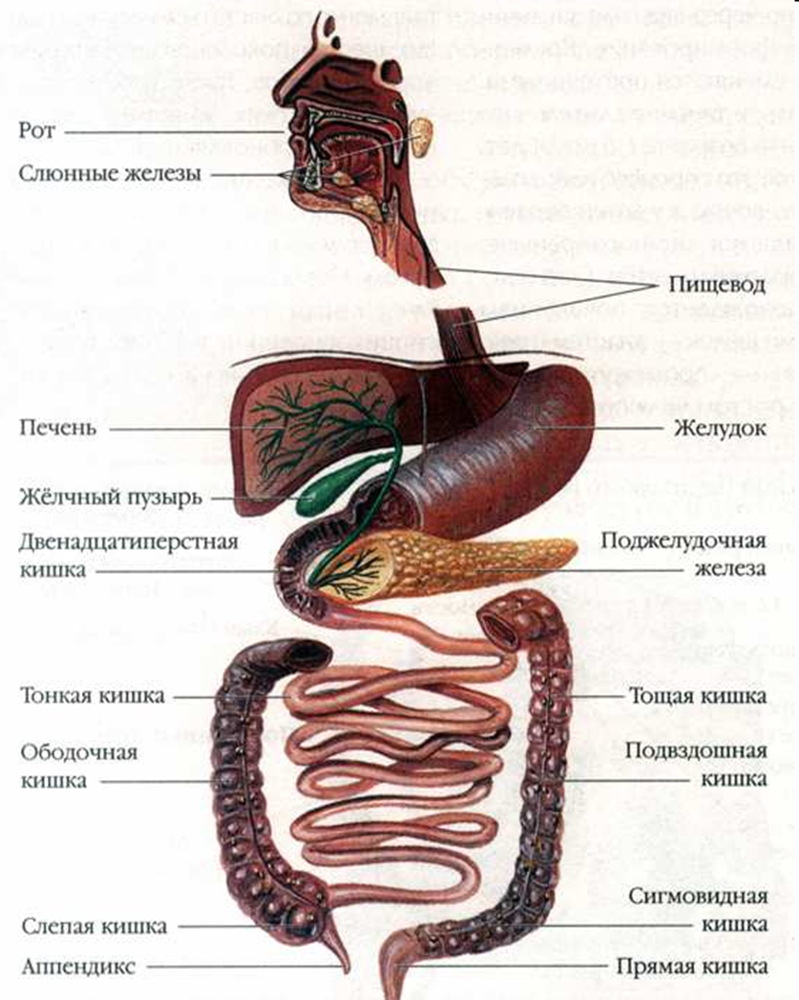 Рот
Слюнные железы
Пищевод
Печень
Желудок
Жёлчный пузырь
Двенадцатиперстная
кишка
Поджелудочная
железа
Тонкая кишка
Тощая кишка
Ободочная
кишка
Подвздошная
кишка
Сигмовидная
кишка
Слепая кишка
Аппендикс
Прямая кишка